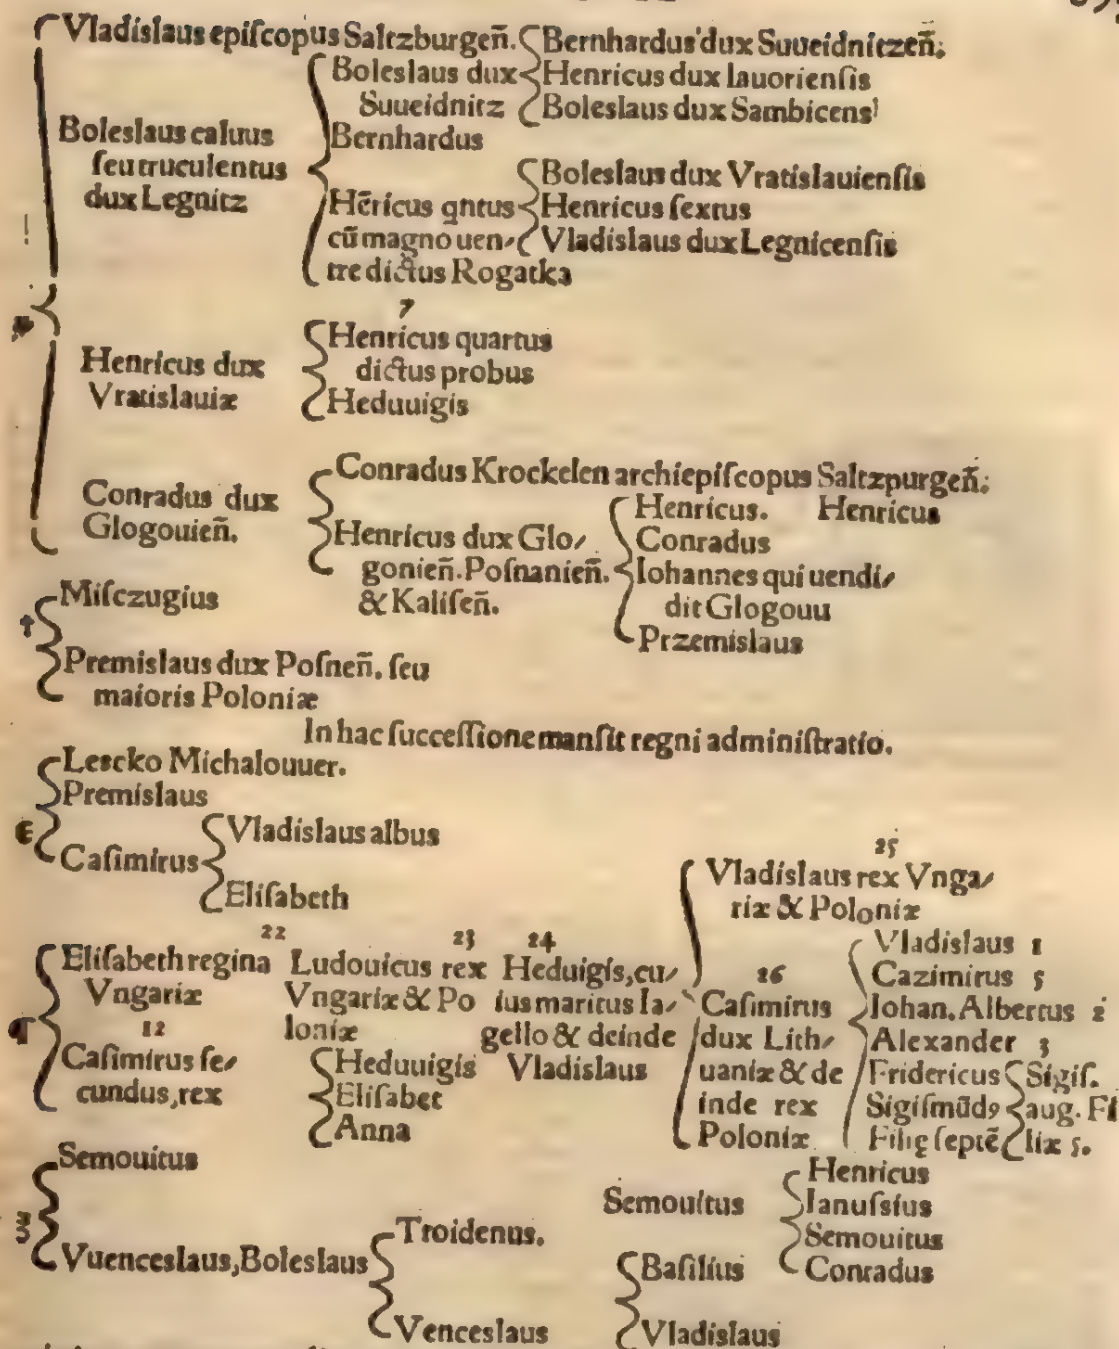 Vladislaus episcopus Saltzburgeñ. Bernhardus dux Suueidnitzeñ;
Boleslaus dux Henricus dux Iauoriensis
Suueidnitz Boleslaus dux Sambicens
Boleslaus caluus Bernhardus
seu truculentus Boleslaus dux Vratislauiensis
dux Legnitz Hēricus qntus Henricus sextus
cū magno uen/ Vladislaus dux Legnicensis
tre dictus Rogatka
7
Henricus quartus
Henricus dux dictus probus
Vratislauiæ Heduuigis
Conradus Krockelen archiepiscopus Saltzpurgeñ:
Conradus dux Henricus. Henricus
Glogouieñ. Henricus dux Glo/ Conradus
gonieñ. Posnanieñ. Iohannes qui uendi/
& Kaliseñ. dit Glogouu
Misczugius Przemislaus
Premislaus dux Posneñ. seu
maioris Poloniæ
In hac successione mansit regni administratio.
Lescko Michalouuer.
Premislaus
Casimirus Vladislaus albus
Elisabeth
25
Vladislaus rex Vnga/
riæ & Poloniæ
22 23 24
Elisabeth regina Ludouicus rex Heduigis, cu/ Vladislaus 1
Vngariæ Vngariæ & Po ius maritus Ia/ 26 Cazimirus 5
12 loniæ gello & deinde Casimirus Iohan. Albertus 2
Casimirus se/ Heduuigis Vladislaus dux Lith/ Alexander 3
cundus, rex Elisabet uaniæ & de Fridericus Sigis.
Anna inde rex Sigismūdꝰ aug. Fi
Poloniæ Filię septē liæ 5.
Semouitus Henricus
Semouitus Ianussius
Troidenus. Semouitus
Vuenceslaus, Boleslaus Basilius Conradus
Venceslaus Vladislaus